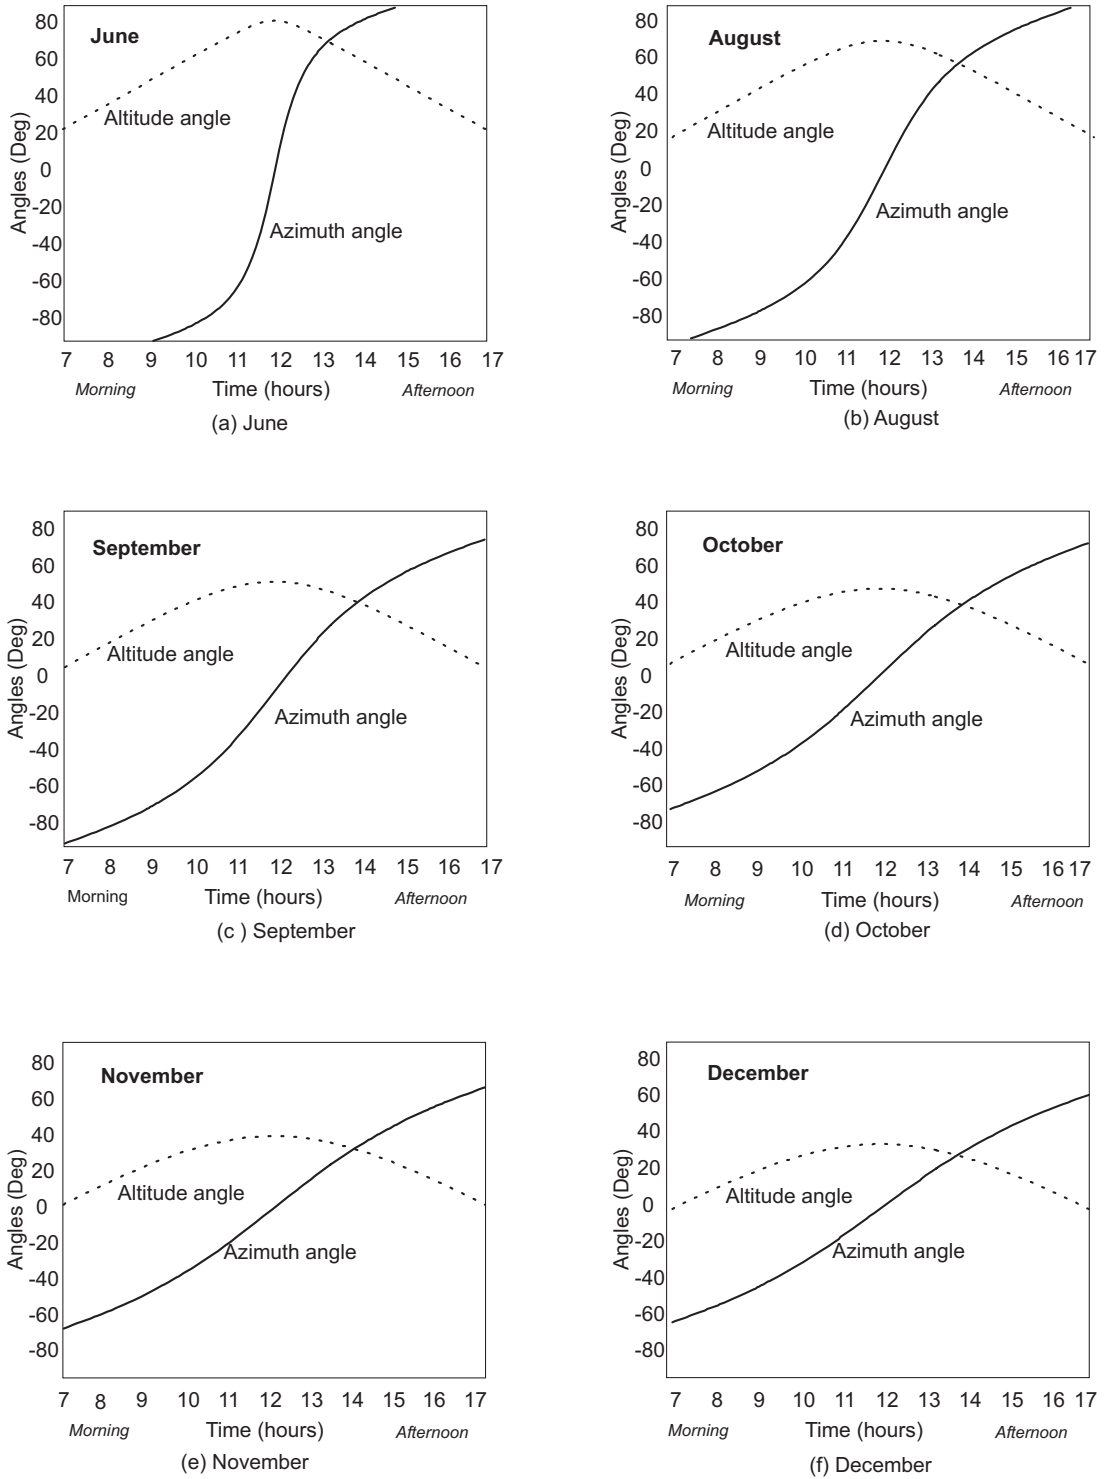 June
80
60
40
20
0
-20
-40
-60
-80
Angles (Deg)
Altitude angle
Azimuth angle
7 8 9 10 11 12 13 14 15 16 17
Morning Time (hours) Afternoon
(a) June
August
80
60
40
20
0
-20
-40
-60
-80
Angles (Deg)
Altitude angle
Azimuth angle
7 8 9 10 11 12 13 14 15 16 17
Morning Time (hours) Afternoon
(b) August
September
80
60
40
20
0
-20
-40
-60
-80
Angles (Deg)
Altitude angle
Azimuth angle
7 8 9 10 11 12 13 14 15 16 17
Morning Time (hours) Afternoon
(c ) September
October
80
60
40
20
0
-20
-40
-60
-80
Angles (Deg)
Altitude angle
Azimuth angle
7 8 9 10 11 12 13 14 15 16 17
Morning Time (hours) Afternoon
(d) October
November
80
60
40
20
0
-20
-40
-60
-80
Angles (Deg)
Altitude angle
Azimuth angle
7 8 9 10 11 12 13 14 15 16 17
Morning Time (hours) Afternoon
(e) November
December
80
60
40
20
0
-20
-40
-60
-80
Angles (Deg)
Altitude angle
Azimuth angle
7 8 9 10 11 12 13 14 15 16 17
Morning Time (hours) Afternoon
(f) December